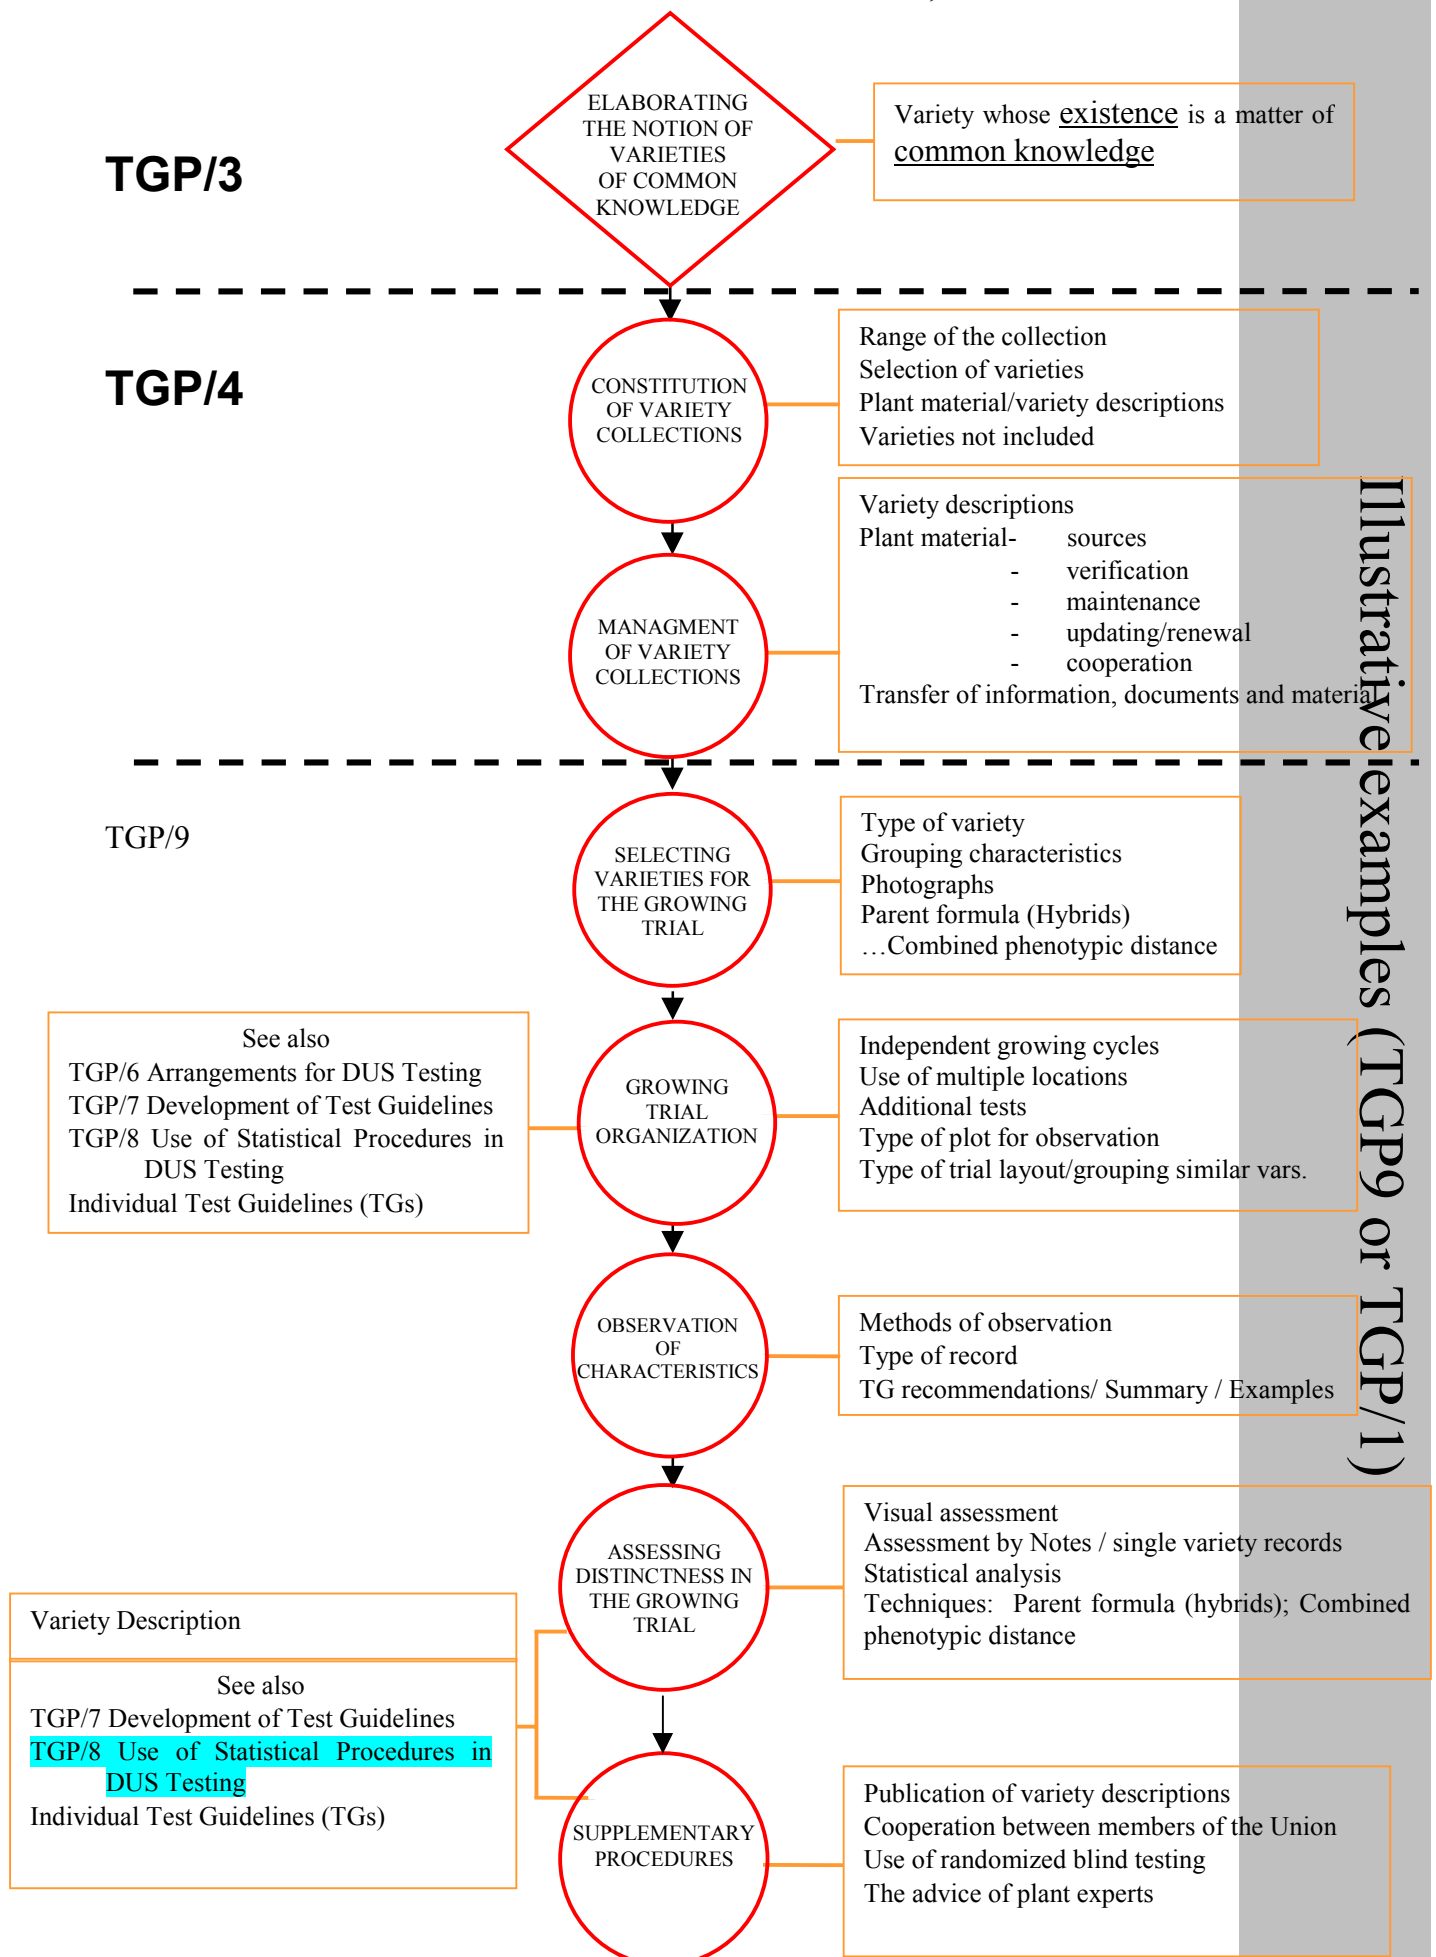 ELABORATING
THE NOTION OF
VARIETIES
OF COMMON
KNOWLEDGE
Variety whose existence is a matter of
common knowledge
TGP/3
TGP/4
CONSTITUTION
OF VARIETY
COLLECTIONS
Range of the collection
Selection of varieties
Plant material/variety descriptions
Varieties not included
MANAGMENT
OF VARIETY
COLLECTIONS
Variety descriptions
Plant material- sources
- verification
- maintenance
- updating/renewal
- cooperation
Transfer of information, documents and material
TGP/9
SELECTING
VARIETIES FOR
THE GROWING
TRIAL
Type of variety
Grouping characteristics
Photographs
Parent formula (Hybrids)
…Combined phenotypic distance
See also
TGP/6 Arrangements for DUS Testing
TGP/7 Development of Test Guidelines
TGP/8 Use of Statistical Procedures in
DUS Testing
Individual Test Guidelines (TGs)
GROWING
TRIAL
ORGANIZATION
Independent growing cycles
Use of multiple locations
Additional tests
Type of plot for observation
Type of trial layout/grouping similar vars.
OBSERVATION
OF
CHARACTERISTICS
Methods of observation
Type of record
TG recommendations/ Summary / Examples
ASSESSING
DISTINCTNESS IN
THE GROWING
TRIAL
Visual assessment
Assessment by Notes / single variety records
Statistical analysis
Techniques: Parent formula (hybrids); Combined
phenotypic distance
Variety Description
See also
TGP/7 Development of Test Guidelines
TGP/8 Use of Statistical Procedures in
DUS Testing
Individual Test Guidelines (TGs)
SUPPLEMENTARY
PROCEDURES
Publication of variety descriptions
Cooperation between members of the Union
Use of randomized blind testing
The advice of plant experts
Illustrative examples (TGP9 or TGP/1)